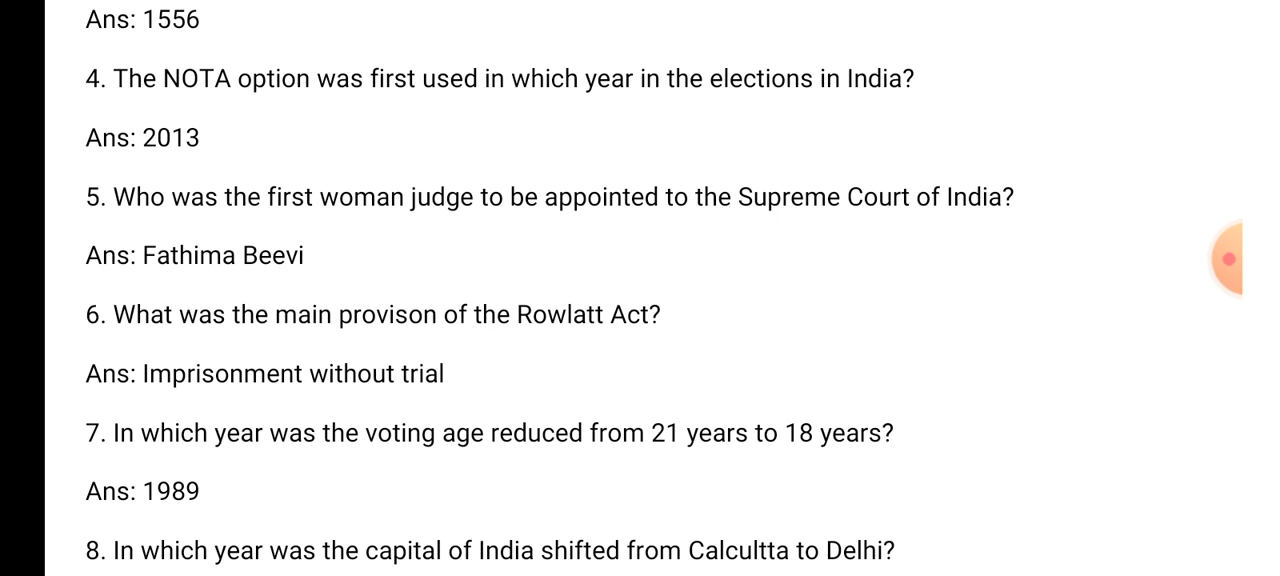 Ans: 1556
4. The NOTA option was first used in which year in the elections in India?
Ans: 2013
5. Who was the first woman judge to be appointed to the Supreme Court of India?
Ans: Fathima Beevi
6. What was the main provison of the Rowlatt Act?
Ans: Imprisonment without trial
7. In which year was the voting age reduced from 21 years to 18 years?
Ans: 1989
8. In which year was the capital of India shifted from Calcultta to Delhi?